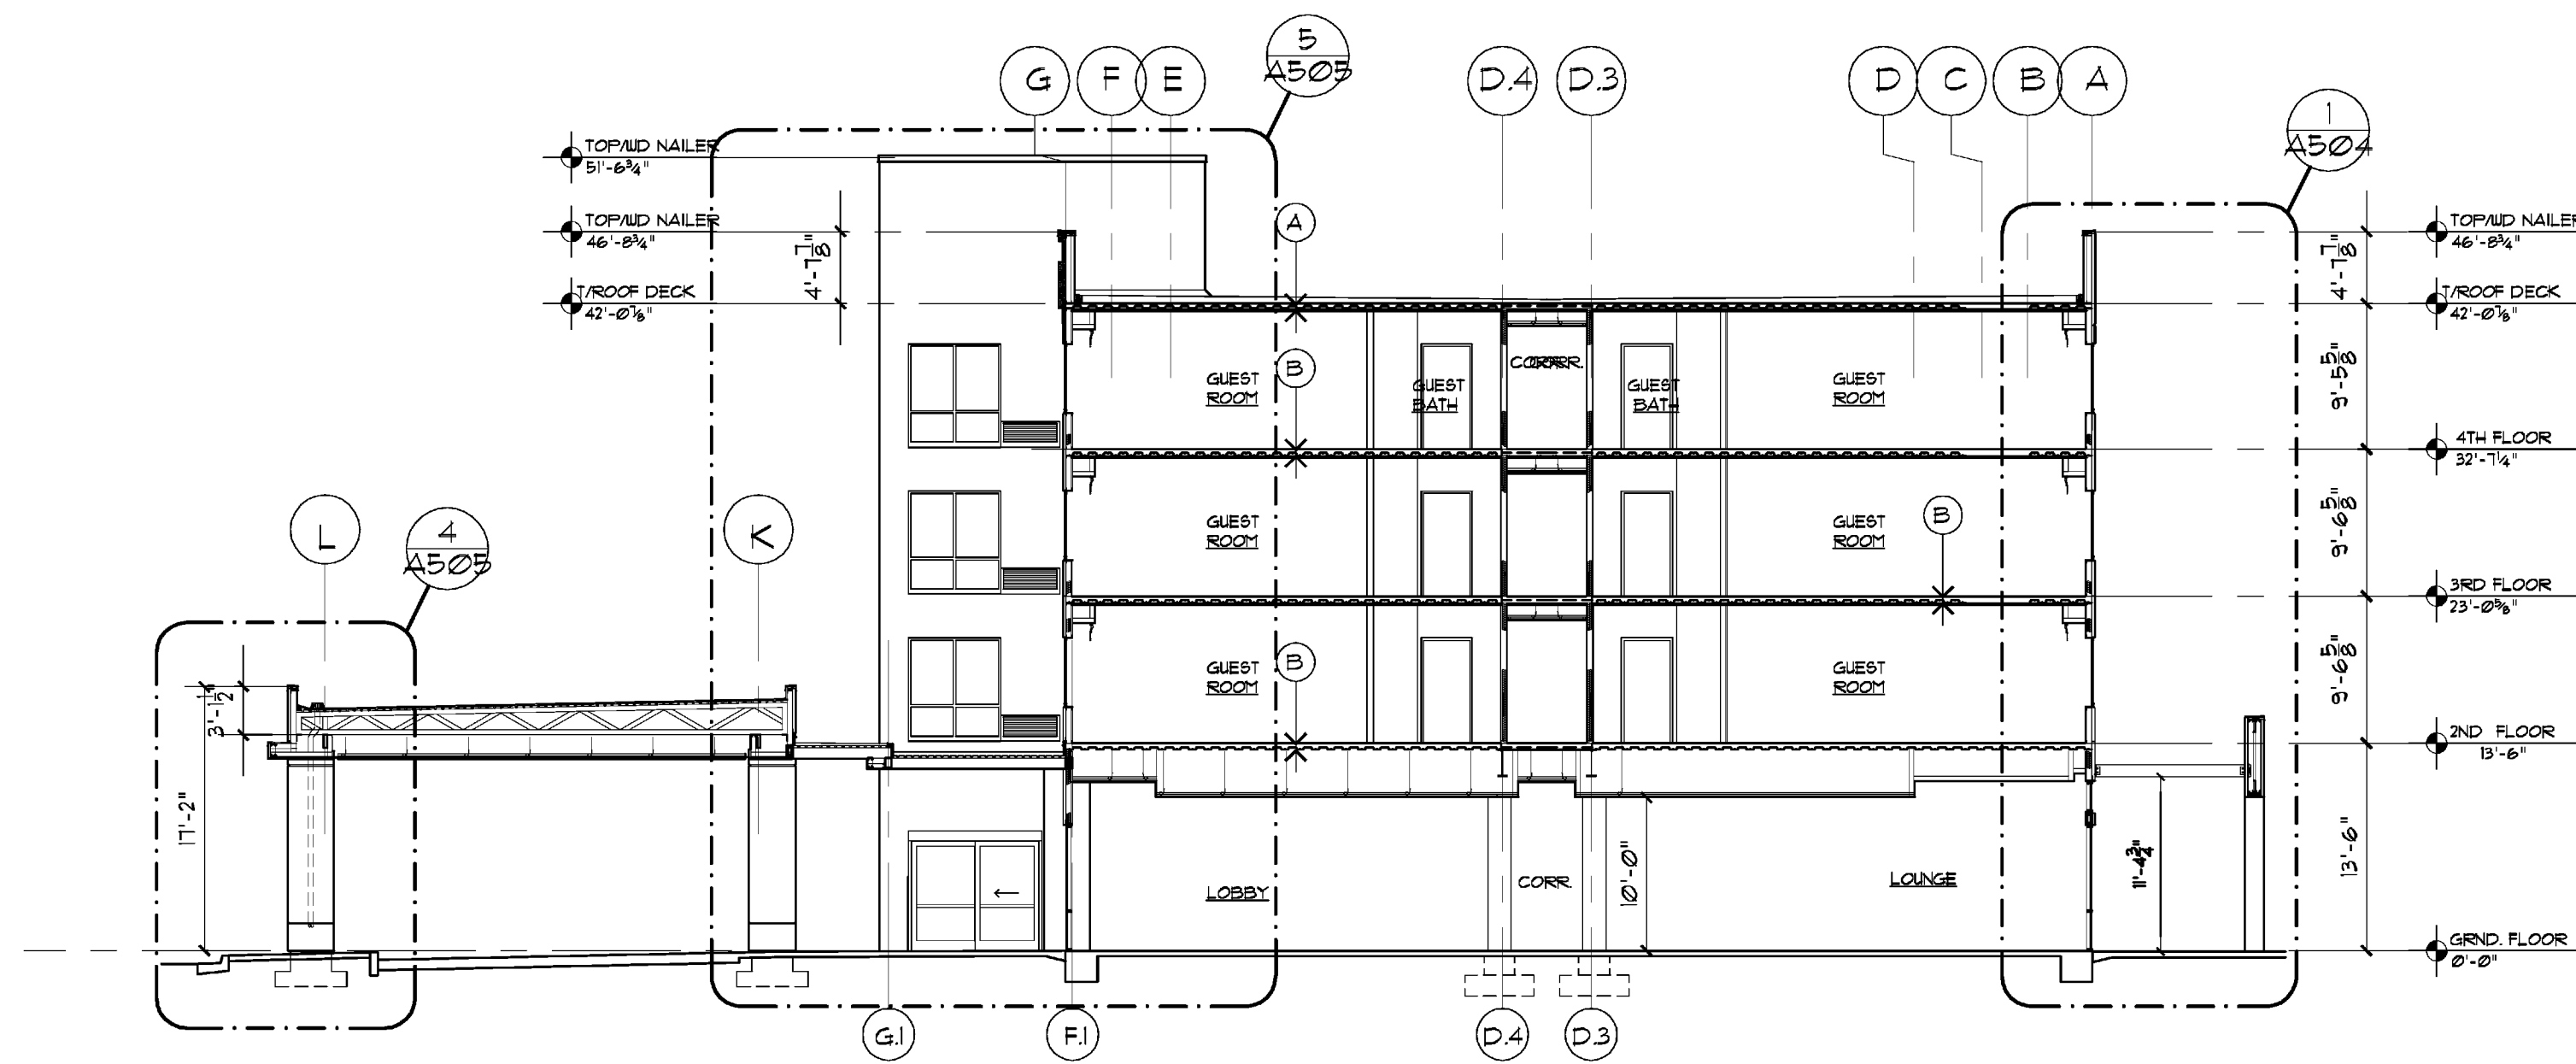 5
A505
G F E D.4 D.3 D C B A
1
A504
TOP/WD NAILER
51'-6¾"
TOP/WD NAILER
46'-8¾"
4'-7⅞"
T/ROOF DECK
42'-0⅞"
A
TOP/WD NAILER
46'-8¾"
4'-7⅞"
T/ROOF DECK
42'-0⅞"
B
GUEST
ROOM
GUEST
BATH
CORR.
GUEST
BATH
GUEST
ROOM
9'-5⅝"
4TH FLOOR
32'-7¼"
L
4
A505
K
GUEST
ROOM
GUEST
ROOM
B
9'-6⅝"
3RD FLOOR
23'-0⅝"
3'-1½"
17'-2"
GUEST
ROOM
B
GUEST
ROOM
9'-6⅝"
2ND FLOOR
13'-6"
LOBBY
CORR.
10'-0"
LOUNGE
11'-4¾"
13'-6"
GRND. FLOOR
0'-0"
G.1 F.1 D.4 D.3